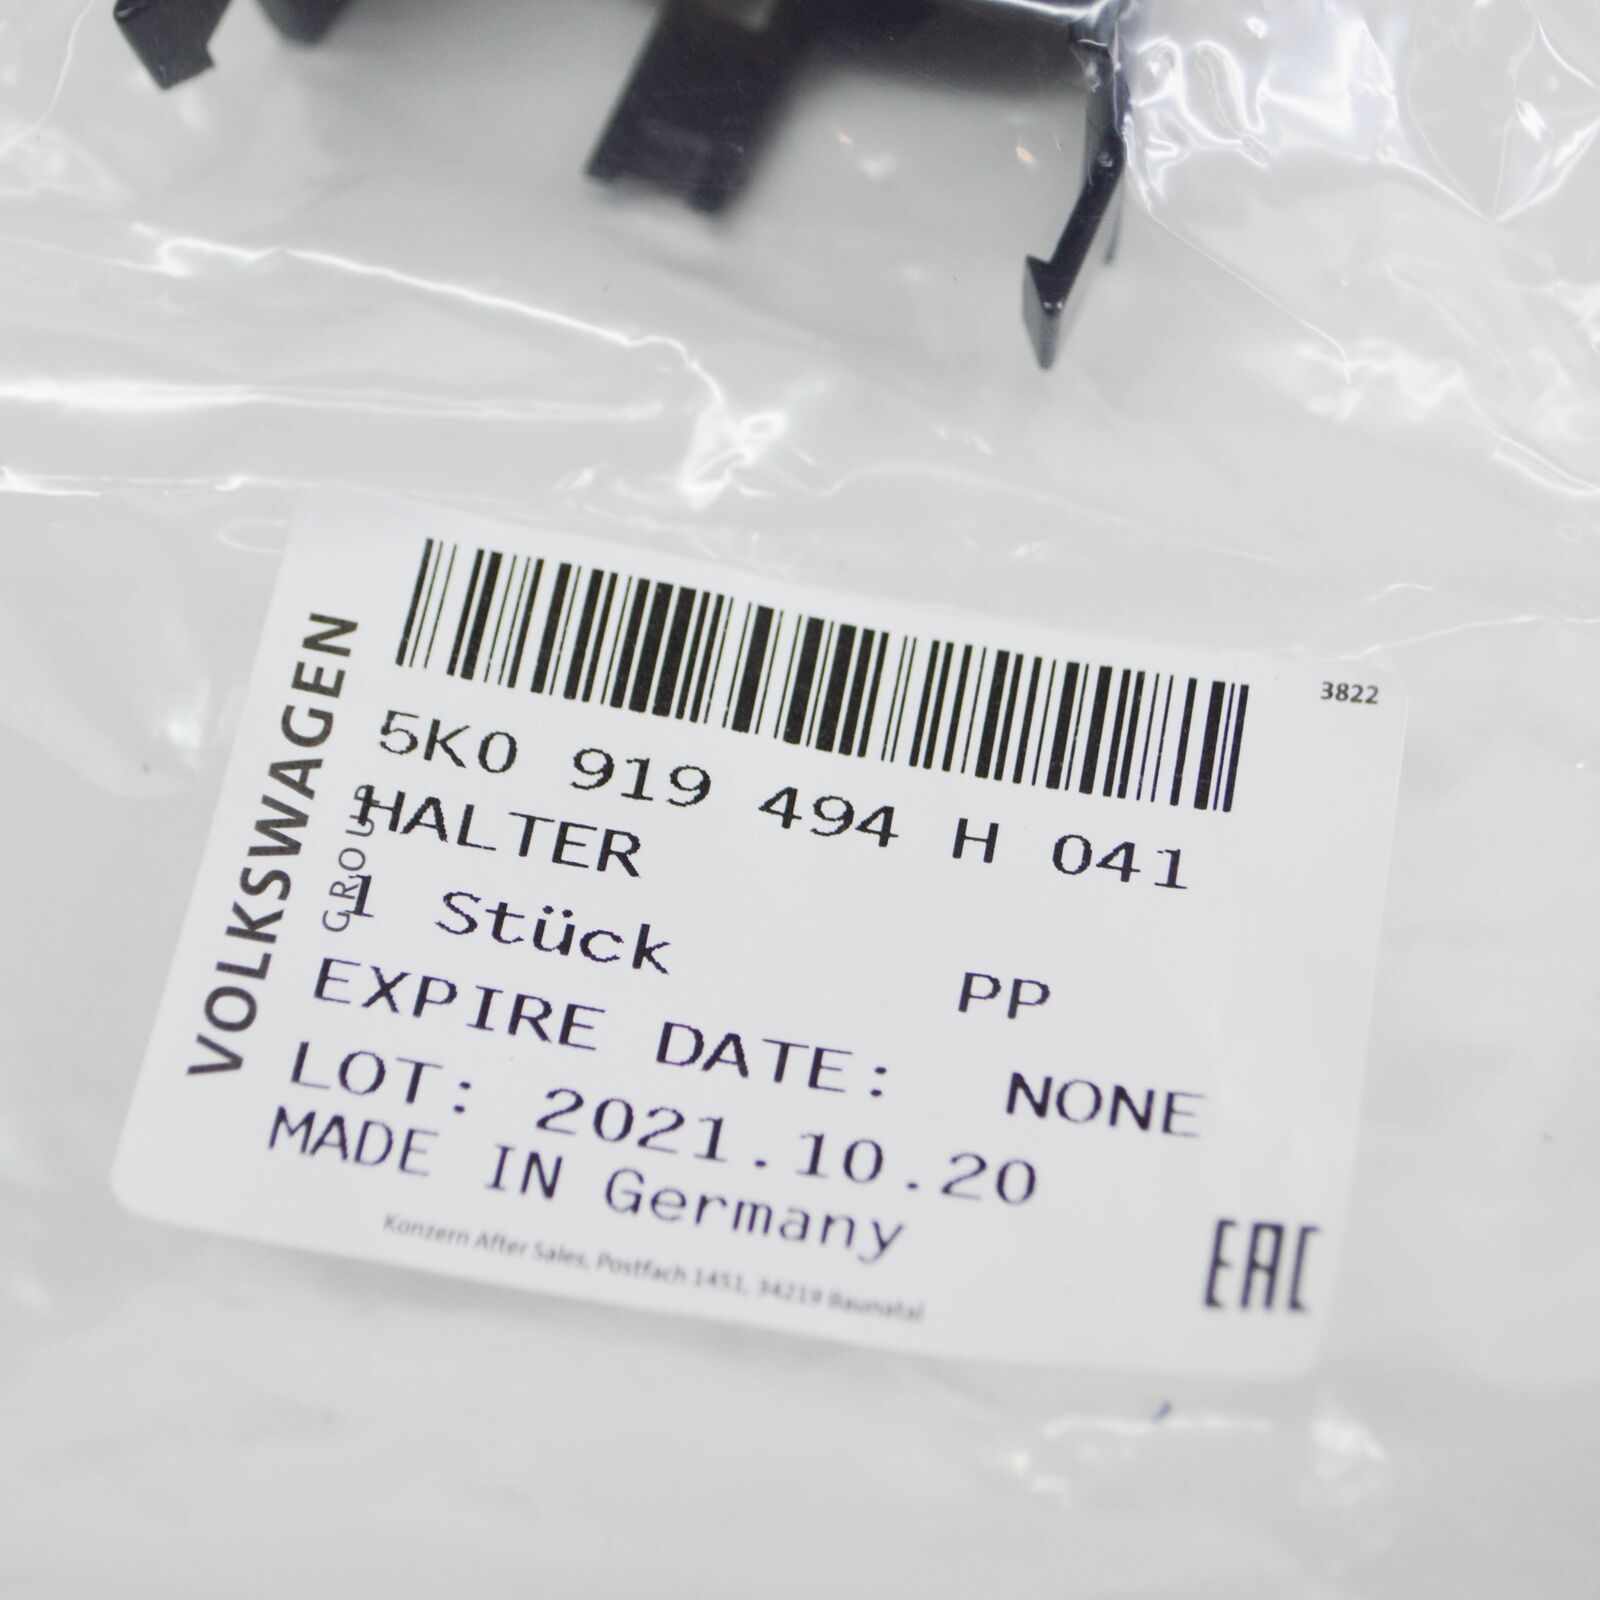 3822
VOLKSWAGEN
GROUP
5K0 919 494 H 041
HALTER
1 Stück PP
EXPIRE DATE: NONE
LOT: 2021.10.20
MADE IN Germany
Konzern After Sales, Postfach 1451, 34219 Baunatal
EAC